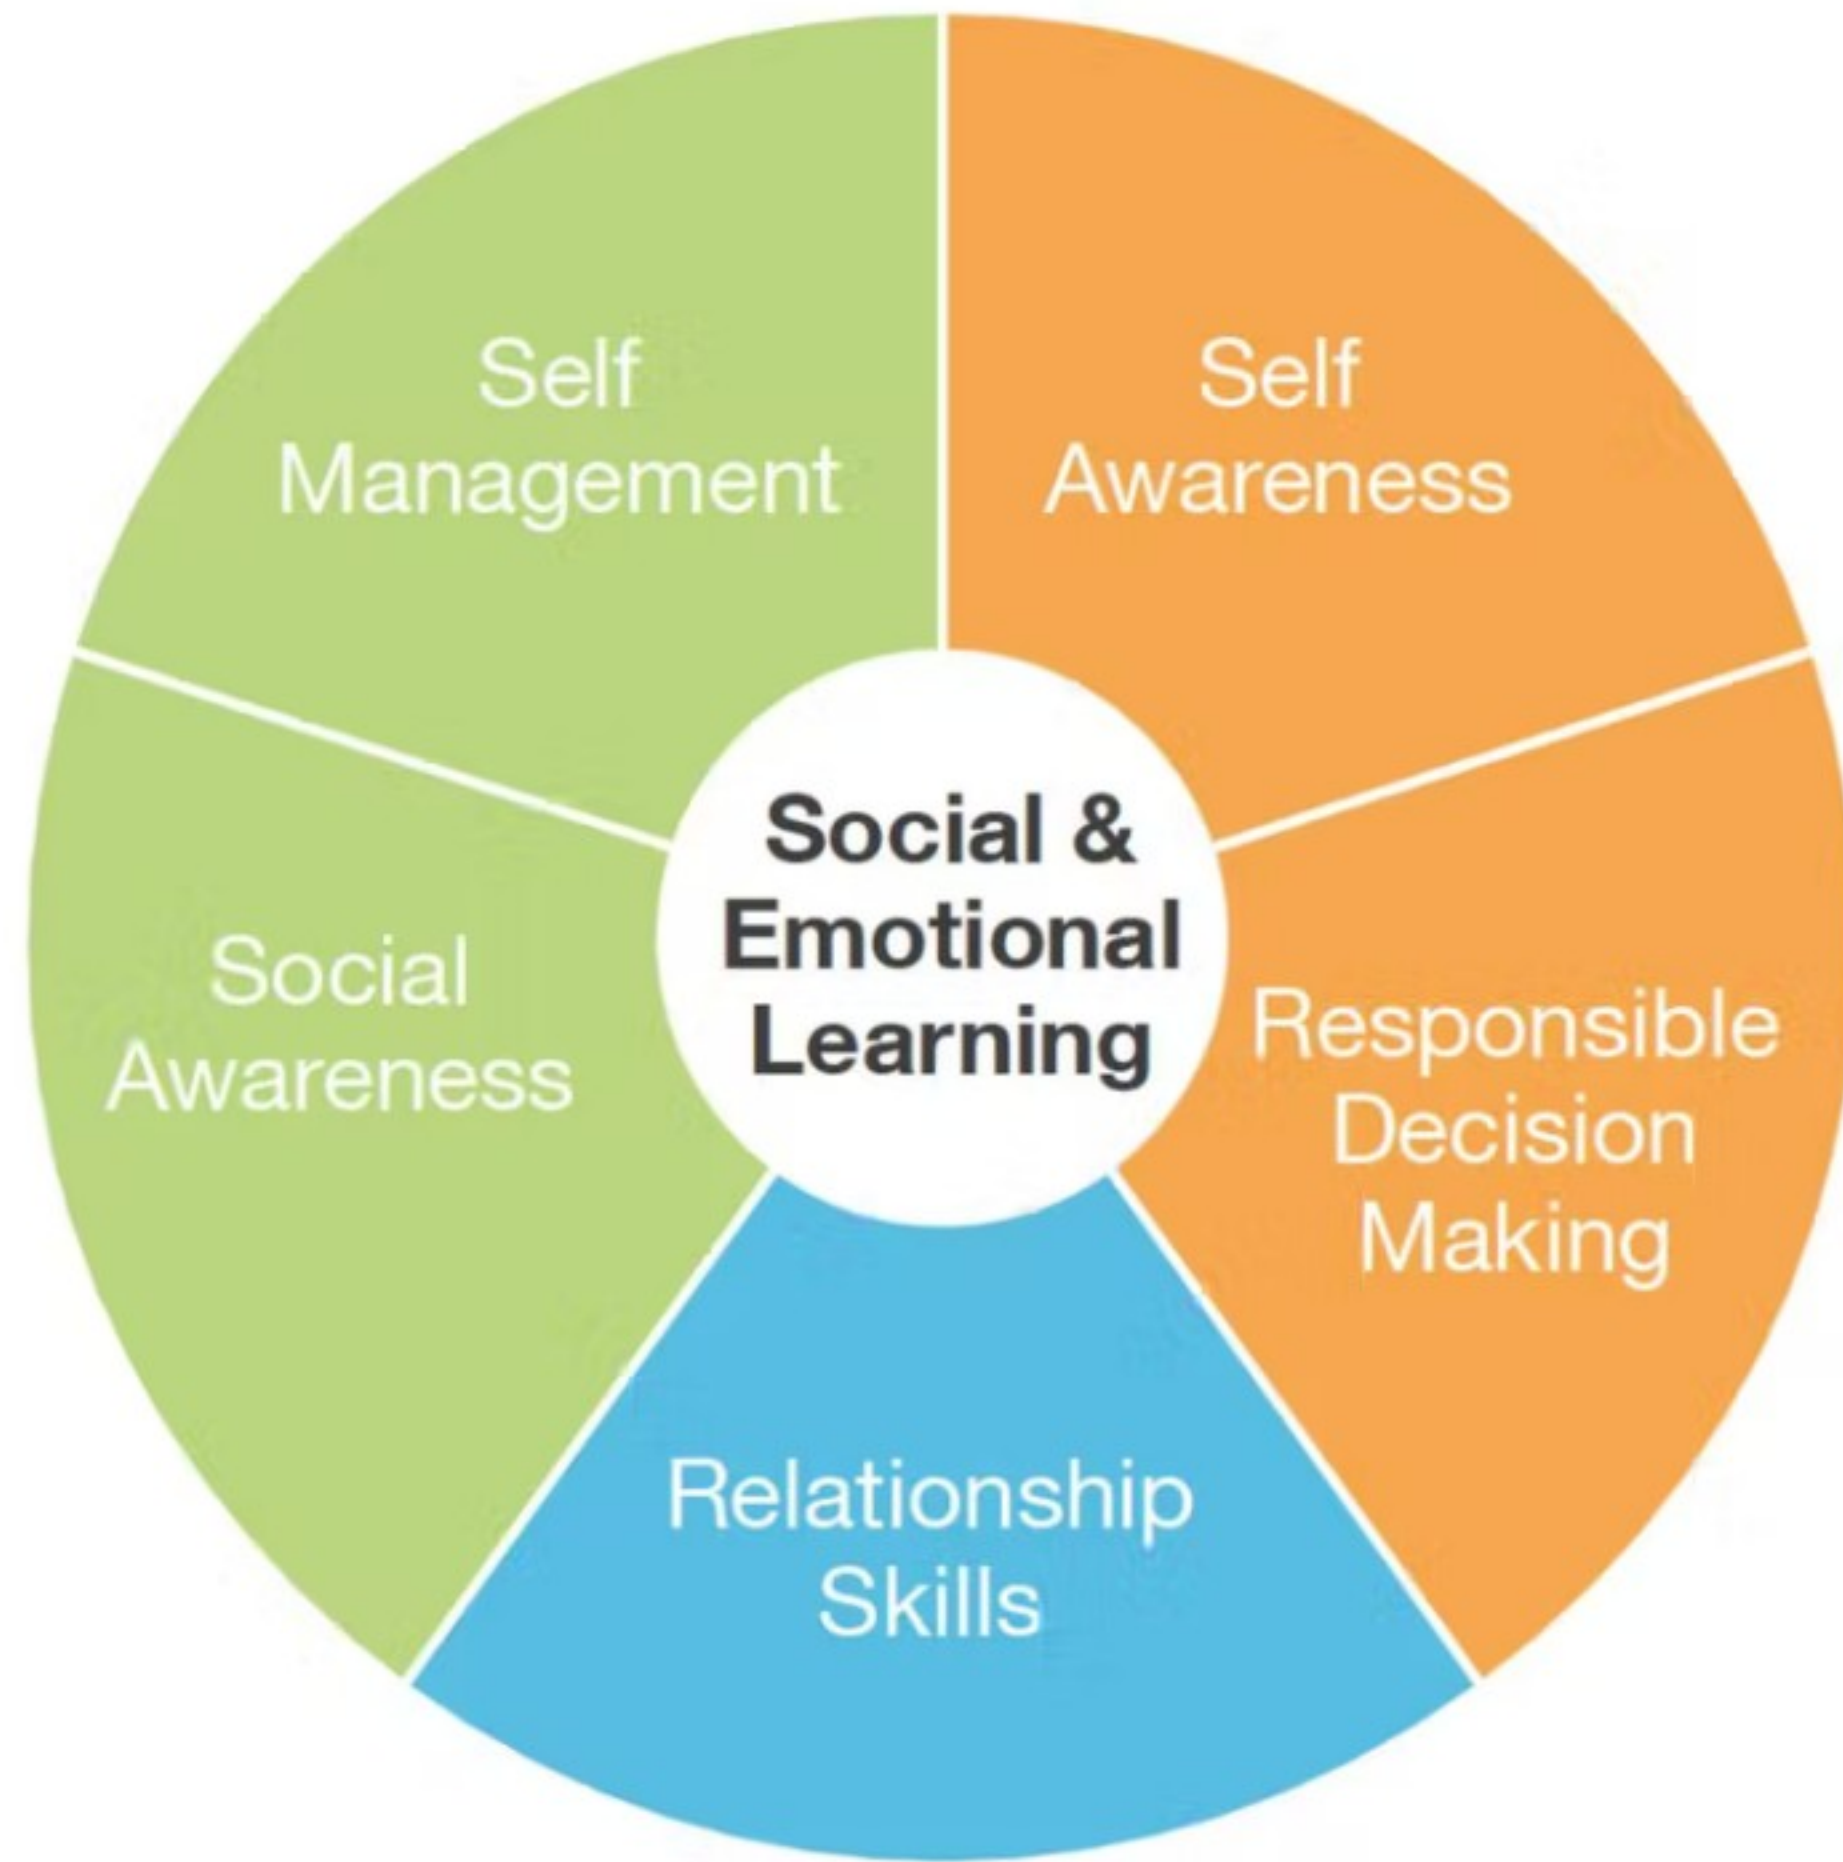 Self
Management
Self
Awareness
Social &
Emotional
Learning
Social
Awareness
Responsible
Decision
Making
Relationship
Skills